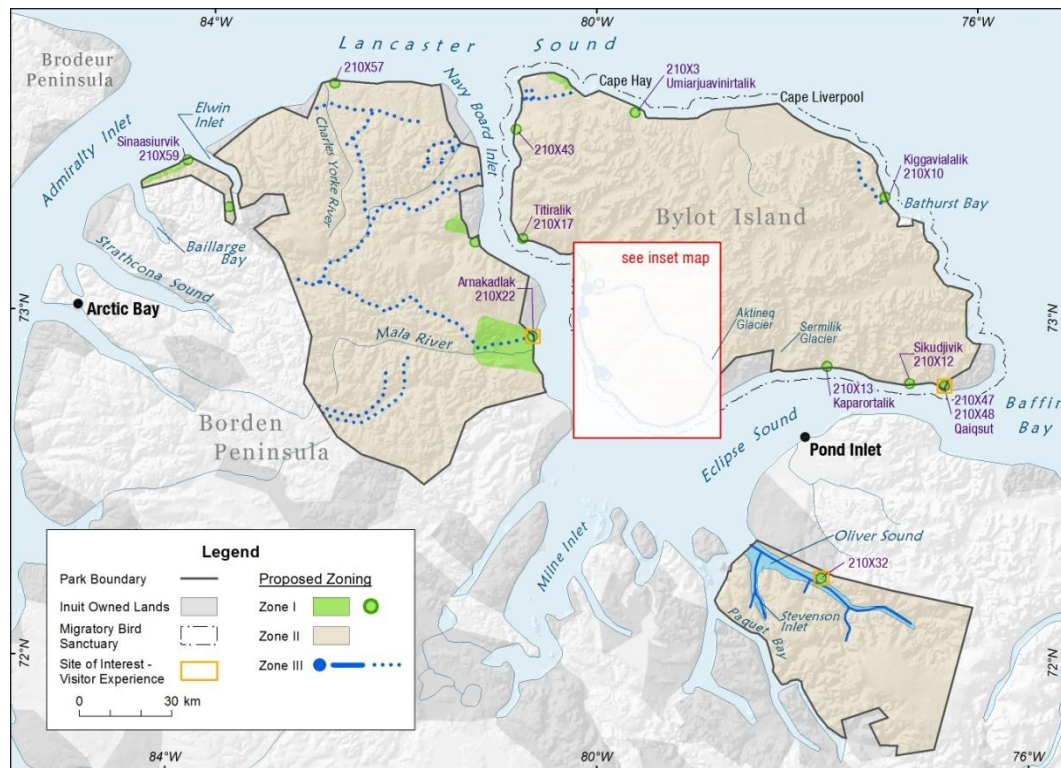 84°W
80°W
76°W
Brodeur
Peninsula
Lancaster Sound
210X57
Cape Hay
210X3
Umiarjuavinirtalik
Cape Liverpool
Navy Board Inlet
Elwin
Inlet
Admiralty Inlet
Sinaasiurvik
210X59
Charles Yorke River
210X43
Kiggavialalik
210X10
Bathurst Bay
Titiralik
210X17
Bylot Island
see inset map
Baillarge
Bay
Strathcona Sound
Arctic Bay
73°N
73°N
Arnakadlak
210X22
Mala River
Aktineq
Glacier
Sermilik
Glacier
Sikudjivik
210X12
210X13
Kaparortalik
210X47
210X48
Qaiqsut
Baffin
Bay
Borden
Peninsula
Eclipse Sound
Pond Inlet
Milne Inlet
Oliver Sound
210X32
Stevenson
Inlet
Paquet Bay
72°N
72°N
Legend
Park Boundary
Inuit Owned Lands
Migratory Bird
Sanctuary
Site of Interest -
Visitor Experience
0 30 km
Proposed Zoning
Zone I
Zone II
Zone III
84°W
80°W
76°W